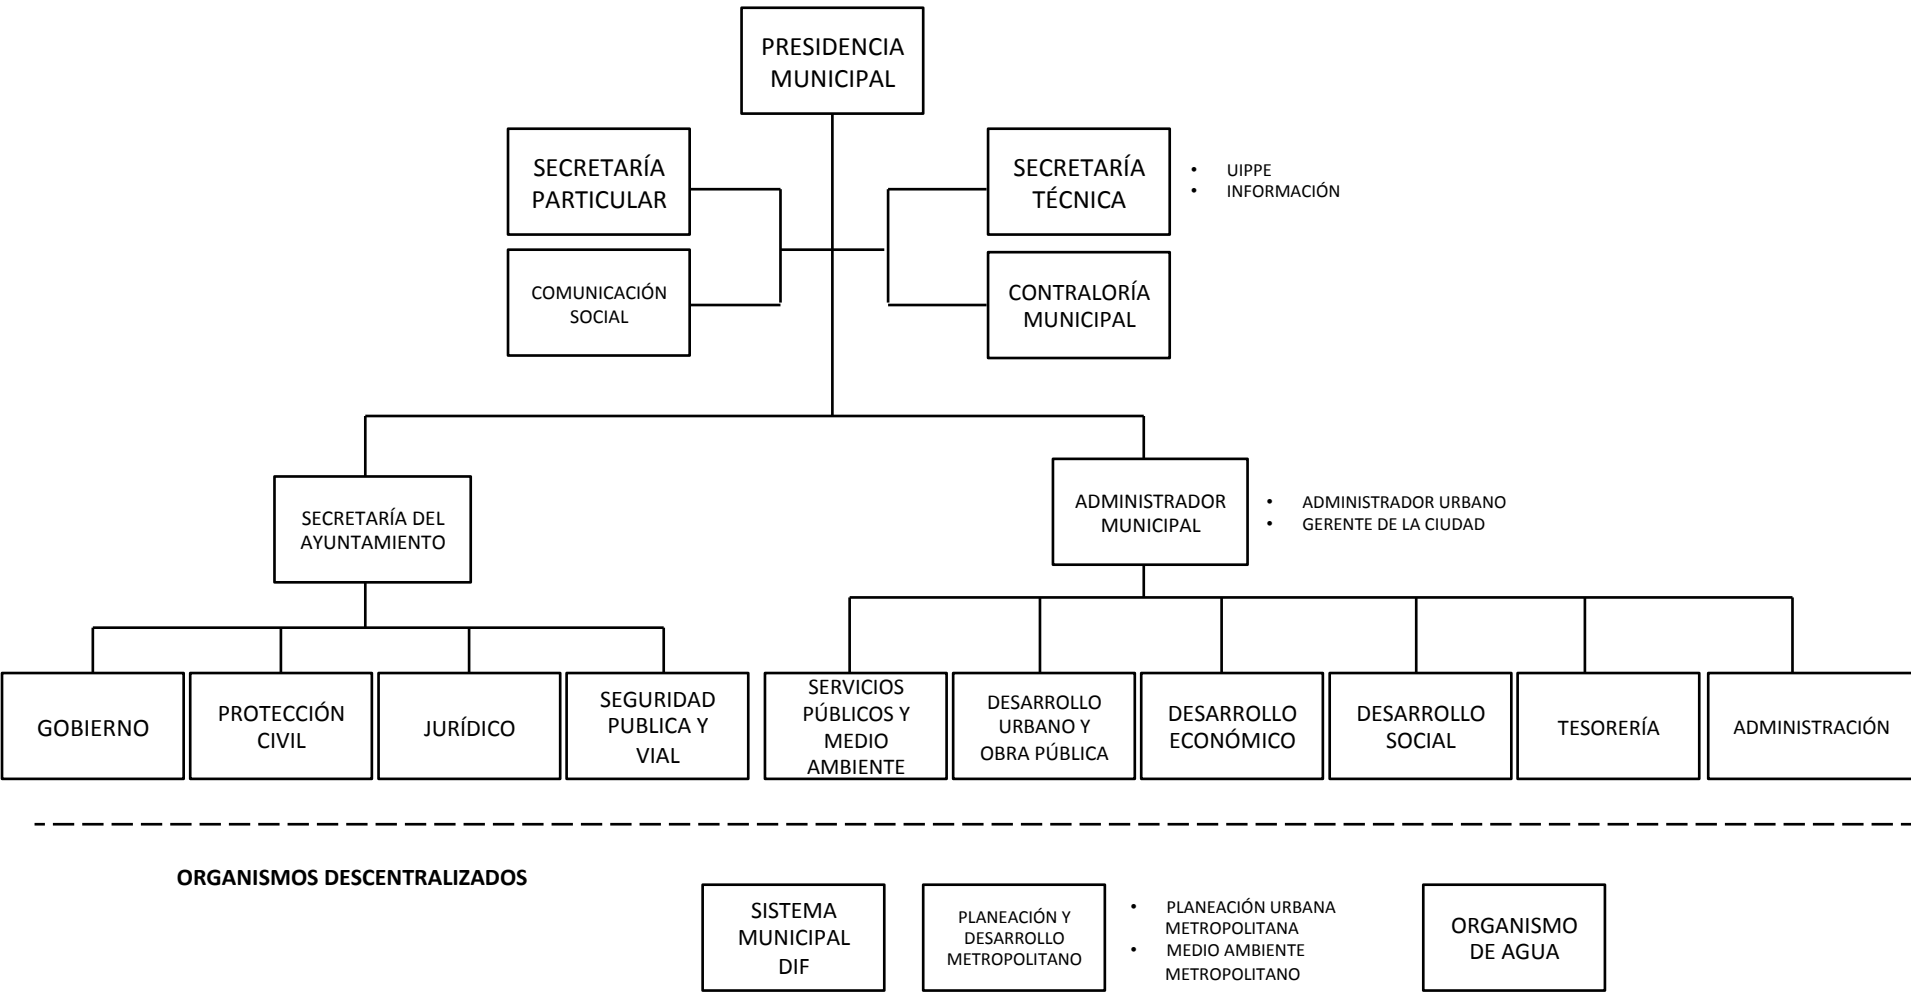 PRESIDENCIA
MUNICIPAL
SECRETARÍA
PARTICULAR
SECRETARÍA
TÉCNICA
• UIPPE
• INFORMACIÓN
COMUNICACIÓN
SOCIAL
CONTRALORÍA
MUNICIPAL
SECRETARÍA DEL
AYUNTAMIENTO
ADMINISTRADOR
MUNICIPAL
• ADMINISTRADOR URBANO
• GERENTE DE LA CIUDAD
GOBIERNO
PROTECCIÓN
CIVIL
JURÍDICO
SEGURIDAD
PUBLICA Y
VIAL
SERVICIOS
PÚBLICOS Y
MEDIO
AMBIENTE
DESARROLLO
URBANO Y
OBRA PÚBLICA
DESARROLLO
ECONÓMICO
DESARROLLO
SOCIAL
TESORERÍA
ADMINISTRACIÓN
ORGANISMOS DESCENTRALIZADOS
SISTEMA
MUNICIPAL
DIF
PLANEACIÓN Y
DESARROLLO
METROPOLITANO
• PLANEACIÓN URBANA
METROPOLITANA
• MEDIO AMBIENTE
METROPOLITANO
ORGANISMO
DE AGUA